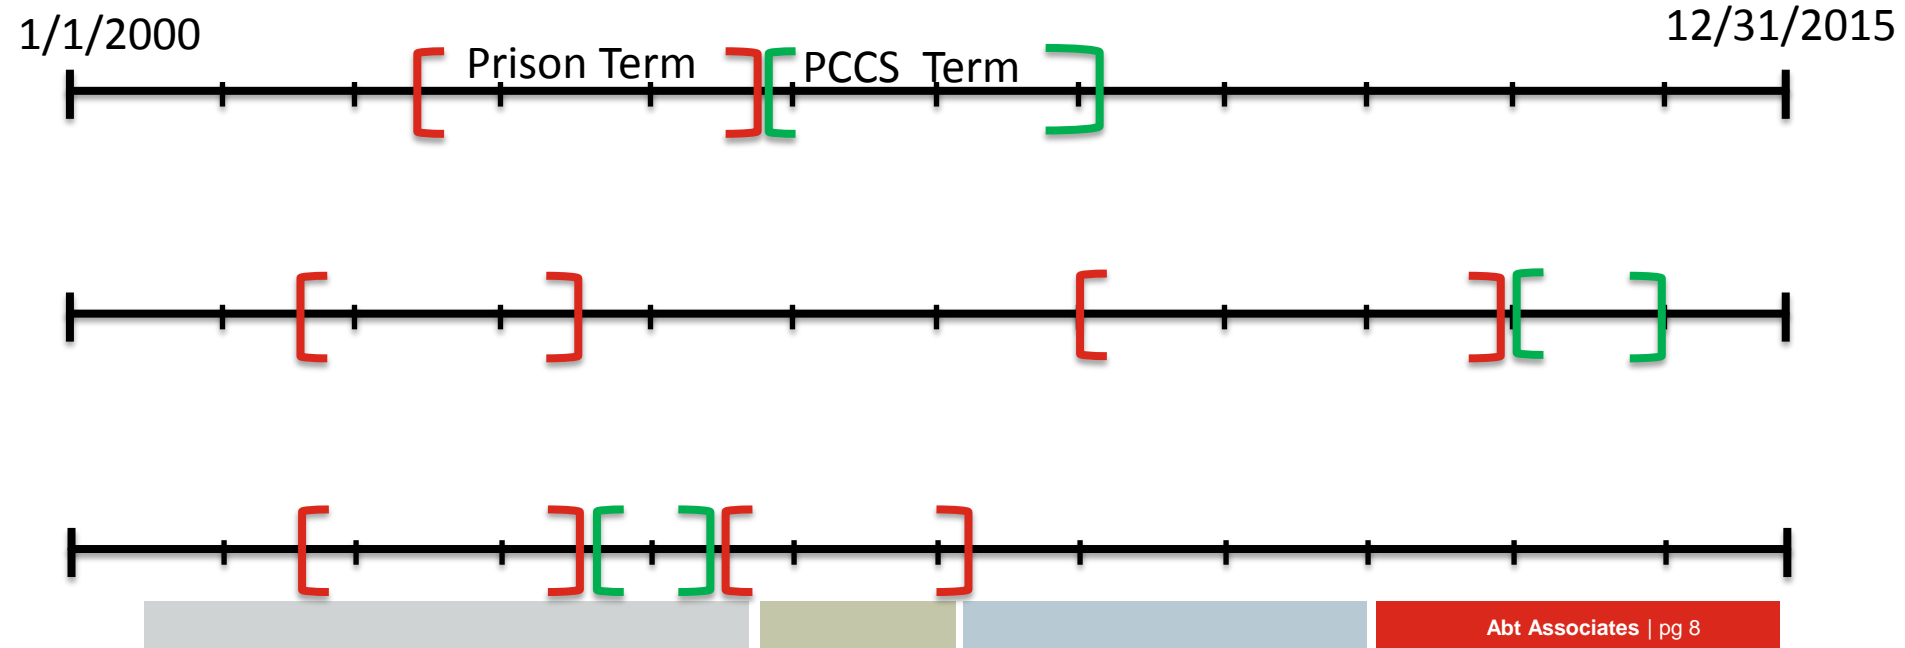 1/1/2000
12/31/2015
Prison Term
PCCS Term
Abt Associates | pg 8